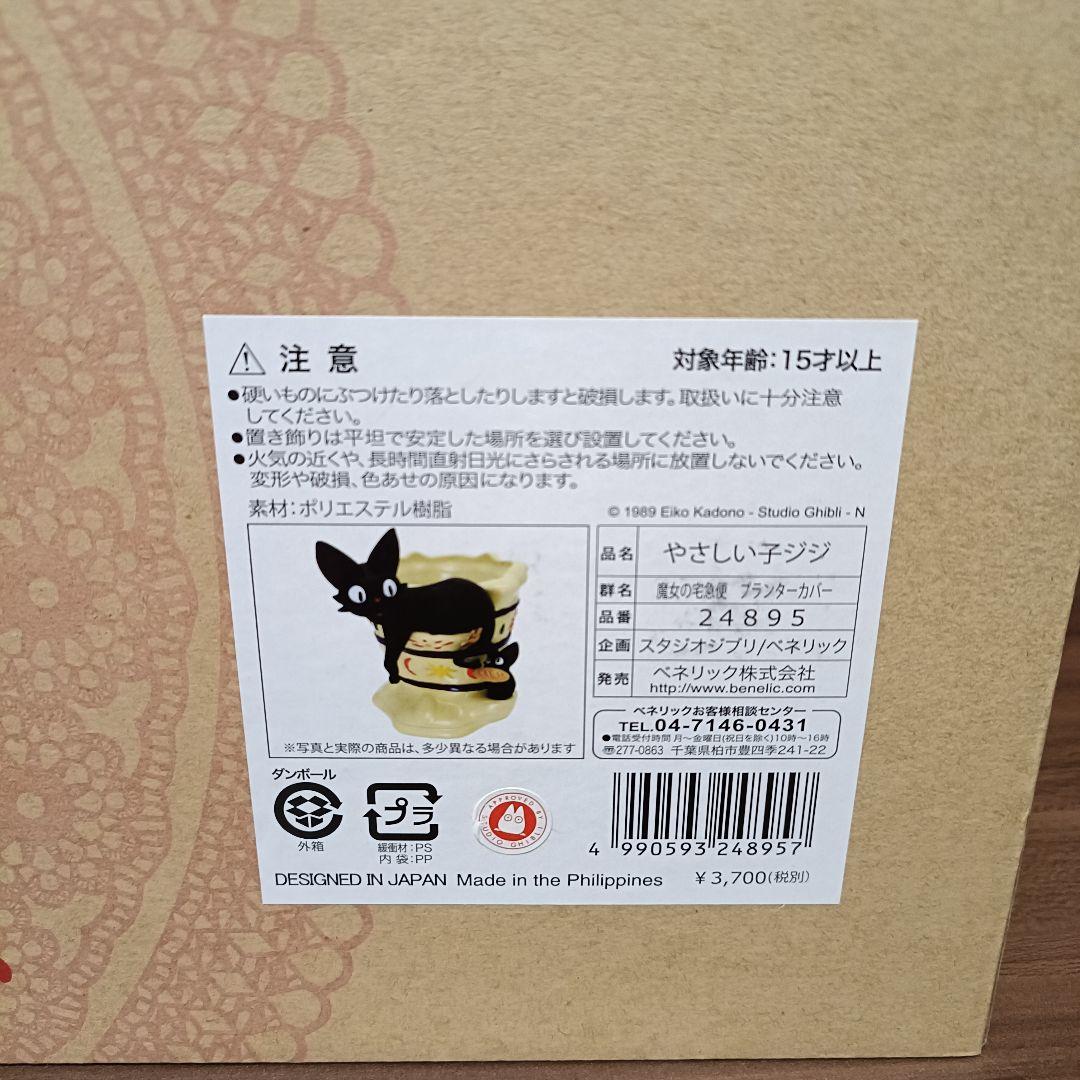 注意
対象年齢:15才以上
●硬いものにぶつけたり落としたりしますと破損します。取扱いに十分注意
してください。
●置き飾りは平坦で安定した場所を選び設置してください。
●火気の近くや、長時間直射日光にさらされる場所に放置しないでください。
変形や破損、色あせの原因になります。
素材:ポリエステル樹脂
© 1989 Eiko Kadono - Studio Ghibli - N
※写真と実際の商品は、多少異なる場合があります
品名 やさしい子ジジ
群名 魔女の宅急便 プランターカバー
品番 24895
企画 スタジオジブリ/ベネリック
発売 ベネリック株式会社
http://www.benelic.com
ベネリックお客様相談センター
TEL.04-7146-0431
●電話受付時間 月~金曜日(祝日を除く)10時~16時
〠277-0863 千葉県柏市豊四季241-22
ダンボール
外箱
プラ
緩衝材:PS
内 袋:PP
APPROVED BY STUDIO GHIBLI
4 990593 248957
DESIGNED IN JAPAN Made in the Philippines
¥3,700(税別)